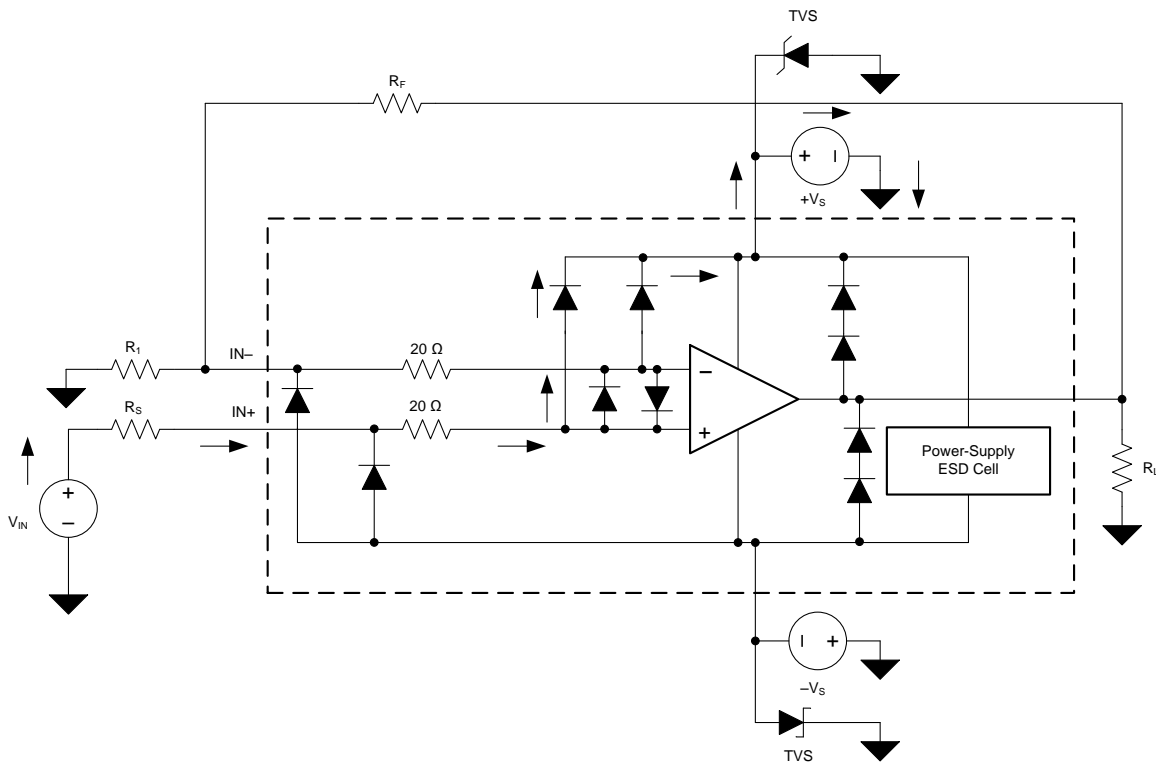 TVS
RF
+ –
+VS
R1
IN–
20 Ω
–
RS
IN+
20 Ω
+
Power-Supply
ESD Cell
RL
+
–
VIN
– +
–VS
TVS